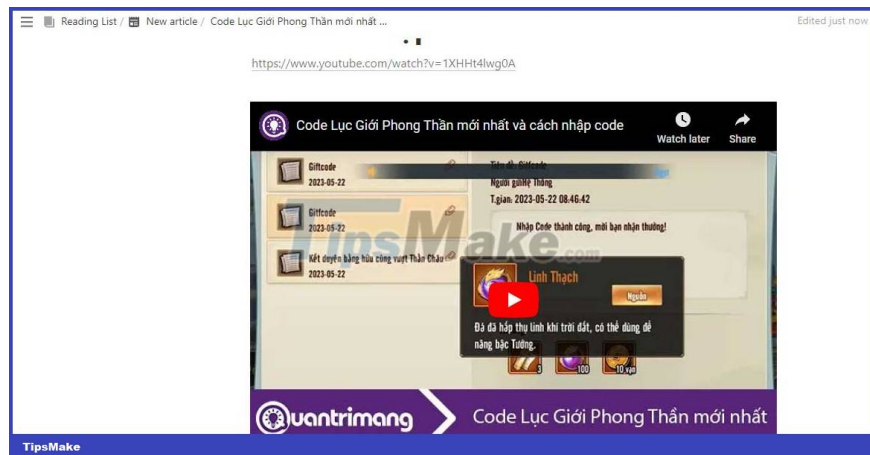 Reading List / New article / Code Lục Giới Phong Thần mới nhất ...
Edited just now
https://www.youtube.com/watch?v=1XHHt4lwg0A
Code Lục Giới Phong Thần mới nhất và cách nhập code
Watch later
Share
Giftcode
2023-05-22
Giftcode
2023-05-22
Kết duyên bằng hữu cùng vượt Thần Châu
2023-05-22
Tiêu đề: Giftcode
Người gửi:Hệ Thống
T.gian: 2023-05-22 08:46:42
Nhập Code thành công, mời bạn nhận thưởng!
TipsMake.com
Linh Thạch
Nguồn
Đá đã hấp thụ linh khí trời đất, có thể dùng để
nâng bậc Tướng.
3
100
10 vạn
Quantrimang
Code Lục Giới Phong Thần mới nhất
TipsMake